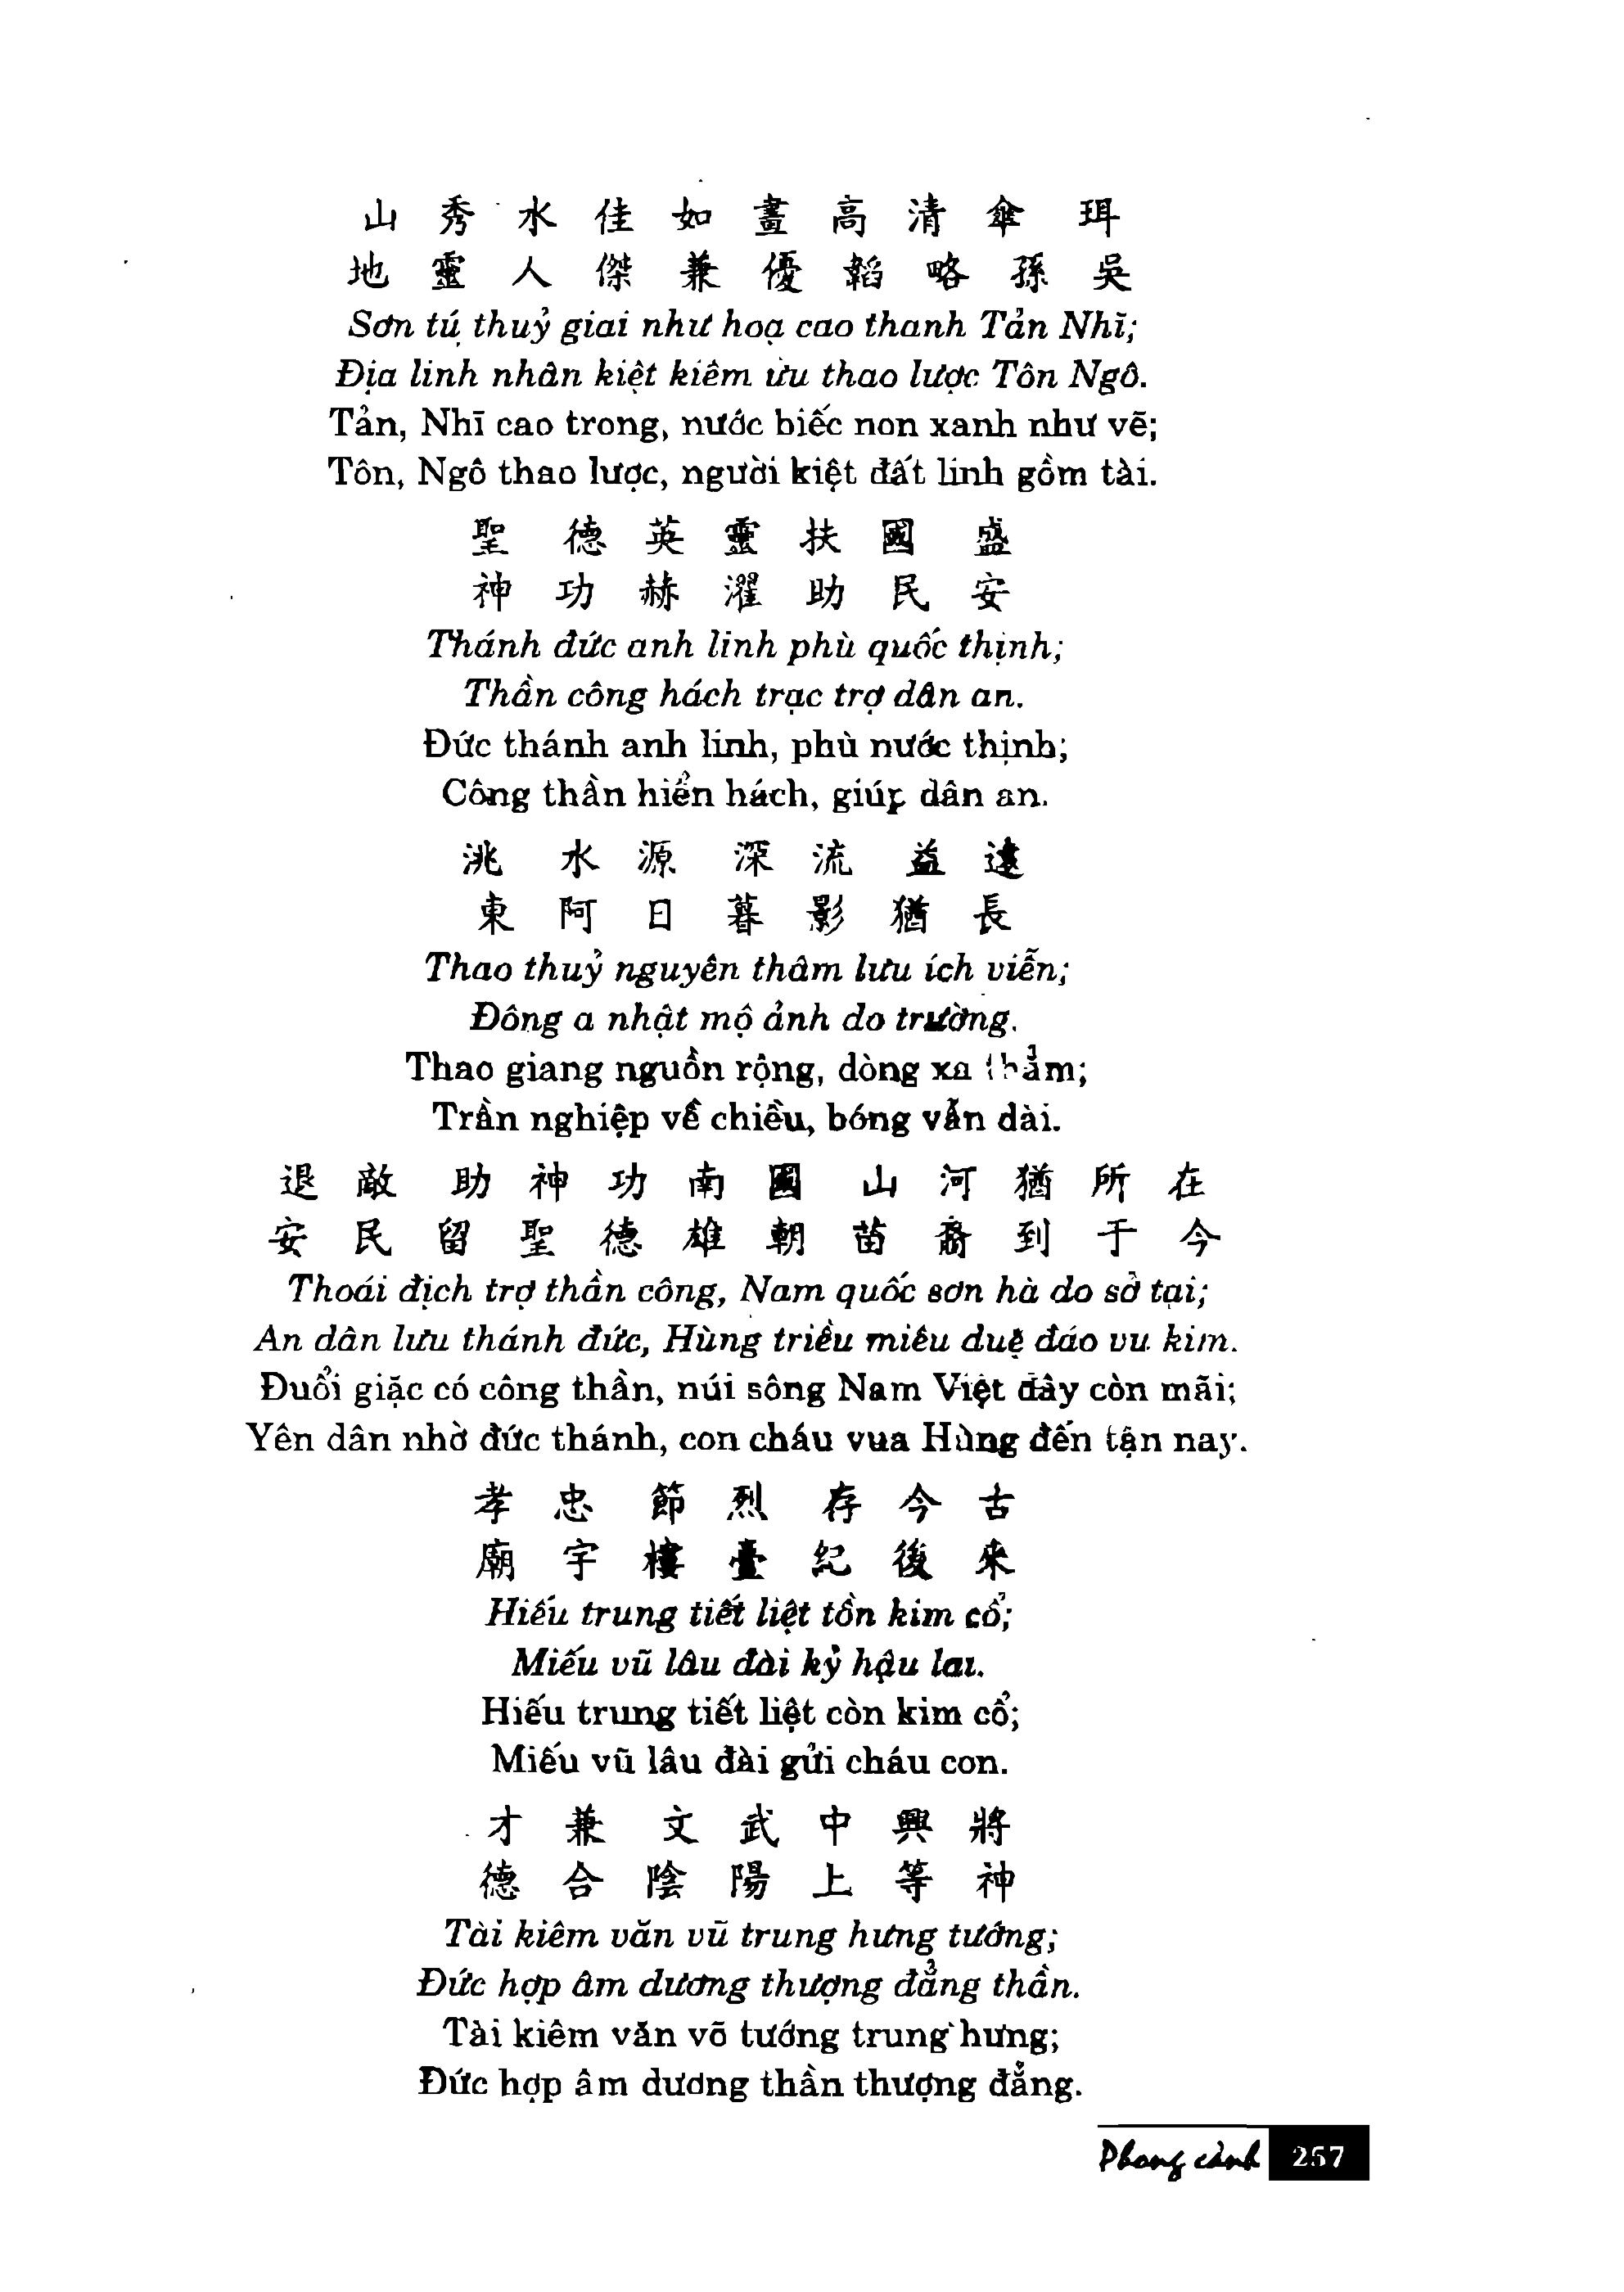 山秀水佳如畫高清傘珥
地靈人傑兼優韜略孫吳
Sơn tú thuỷ giai như hoạ cao thanh Tản Nhĩ;
Địa linh nhân kiệt kiêm ưu thao lược Tôn Ngô.
Tản, Nhĩ cao trong, nước biếc non xanh như vẽ;
Tôn, Ngô thao lược, người kiệt đất linh gồm tài.
聖德英靈扶國盛
神功赫濯助民安
Thánh đức anh linh phù quốc thịnh;
Thần công hách trạc trợ dân an.
Đức thánh anh linh, phù nước thịnh;
Công thần hiển hách, giúp dân an.
洮水源深流益遠
東阿日暮影猶長
Thao thuỷ nguyên thâm lưu ích viễn;
Đông a nhật mộ ảnh do trường.
Thao giang nguồn rộng, dòng xa thẳm;
Trần nghiệp về chiều, bóng vẫn dài.
退敵助神功南國山河猶所在
安民留聖德雄朝苗裔到于今
Thoái địch trợ thần công, Nam quốc sơn hà do sở tại;
An dân lưu thánh đức, Hùng triều miêu duệ đáo vu kim.
Đuổi giặc có công thần, núi sông Nam Việt đây còn mãi;
Yên dân nhờ đức thánh, con cháu vua Hùng đến tận nay.
孝忠節烈存今古
廟宇樓臺紀後來
Hiếu trung tiết liệt tồn kim cổ;
Miếu vũ lâu đài kỷ hậu lai.
Hiếu trung tiết liệt còn kim cổ;
Miếu vũ lâu đài gửi cháu con.
才兼文武中興將
德合陰陽上等神
Tài kiêm văn vũ trung hưng tướng;
Đức hợp âm dương thượng đẳng thần.
Tài kiêm văn võ tướng trung hưng;
Đức hợp âm dương thần thượng đẳng.
Phong cảnh 257